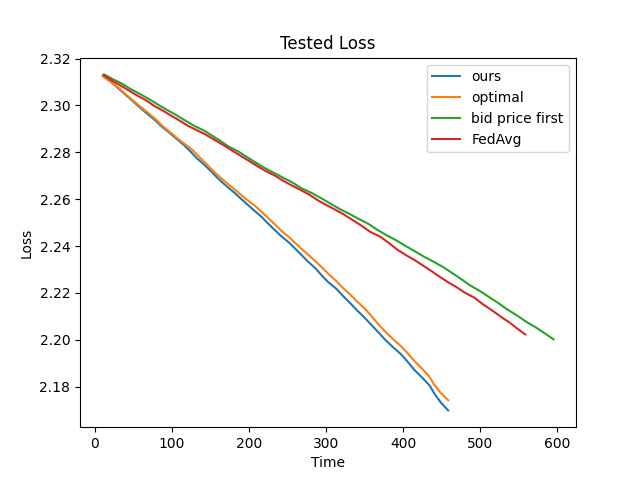 Tested Loss
ours
optimal
bid price first
FedAvg
Loss
2.32
2.30
2.28
2.26
2.24
2.22
2.20
2.18
0 100 200 300 400 500 600
Time